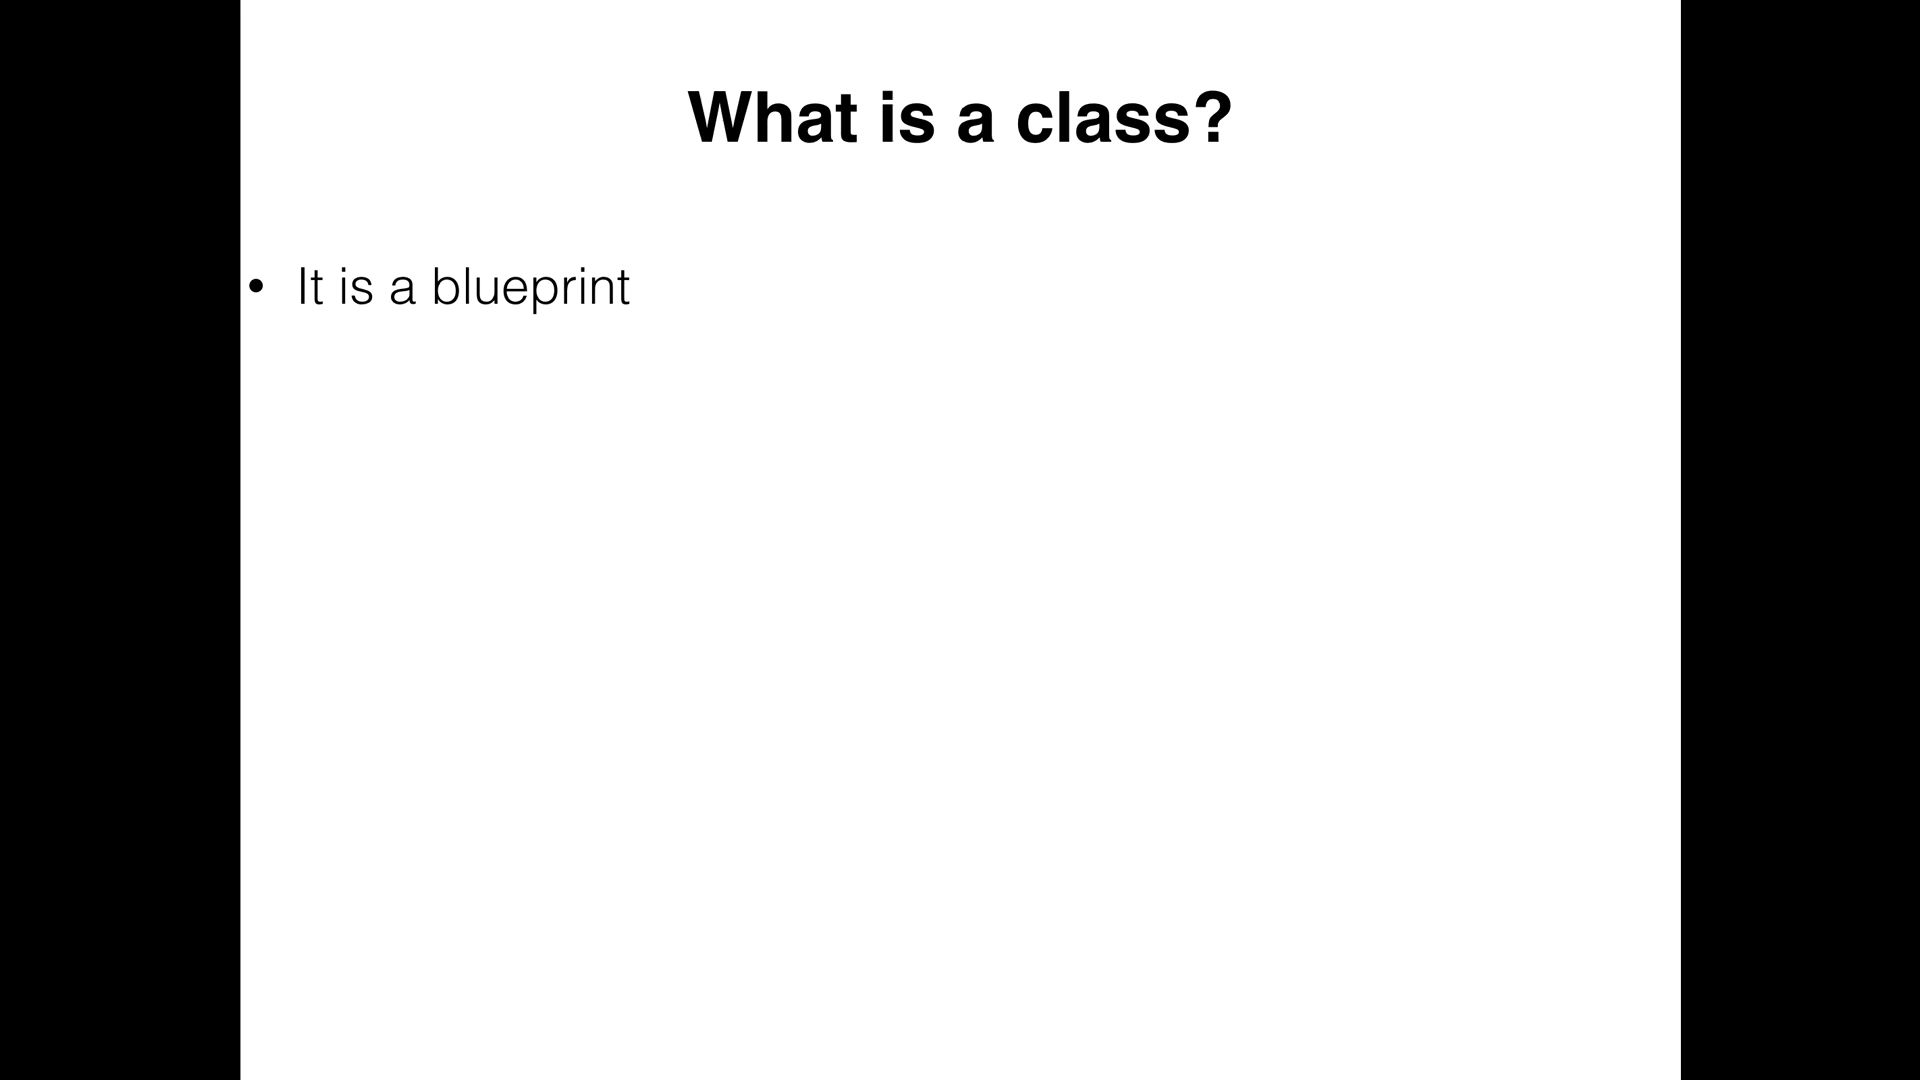 What is a class?
• It is a blueprint